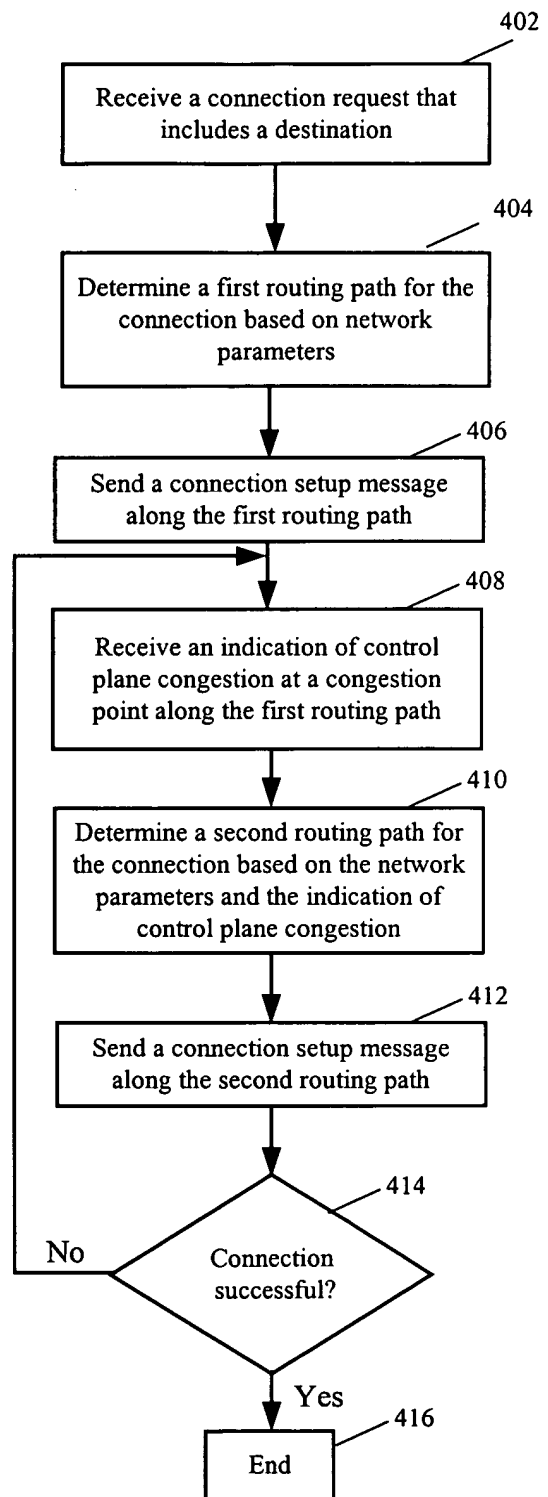 402
Receive a connection request that
includes a destination
404
Determine a first routing path for the
connection based on network
parameters
406
Send a connection setup message
along the first routing path
408
Receive an indication of control
plane congestion at a congestion
point along the first routing path
410
Determine a second routing path for
the connection based on the network
parameters and the indication of
control plane congestion
412
Send a connection setup message
along the second routing path
414
No
Connection
successful?
Yes
416
End